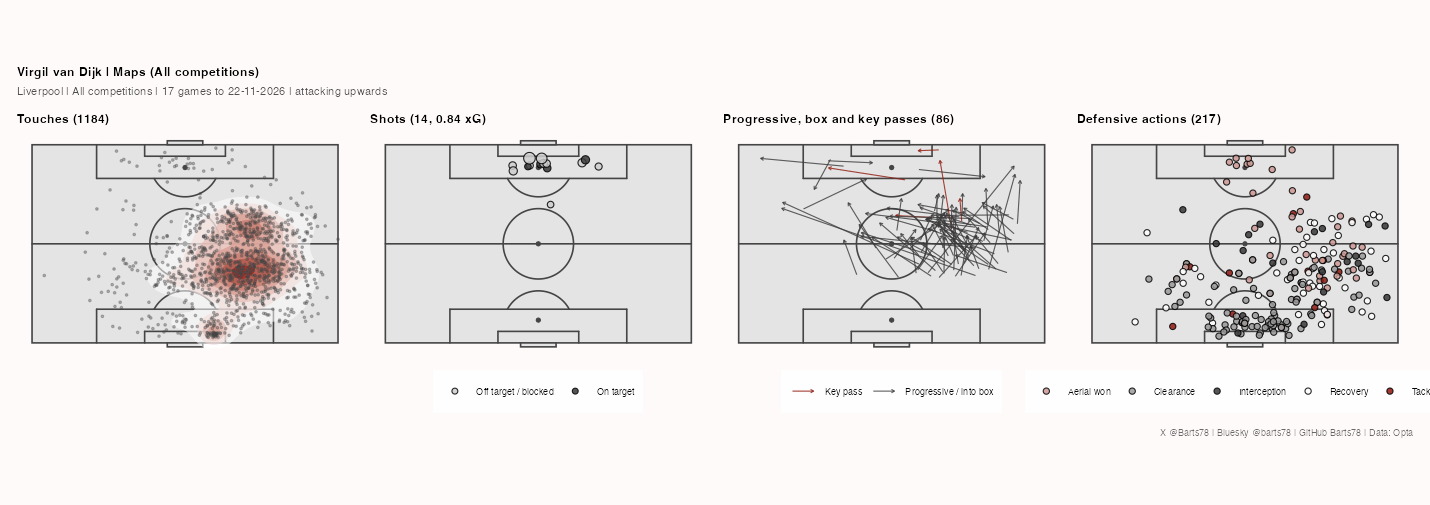 Virgil van Dijk | Maps (All competitions)
Liverpool | All competitions | 17 games to 22-11-2026 | attacking upwards
Touches (1184)
Shots (14, 0.84 xG)
Progressive, box and key passes (86)
Defensive actions (217)
Off target / blocked
On target
Key pass
Progressive / into box
Aerial won
Clearance
Interception
Recovery
Tack
X @Barts78 | Bluesky @barts78 | GitHub Barts78 | Data: Opta